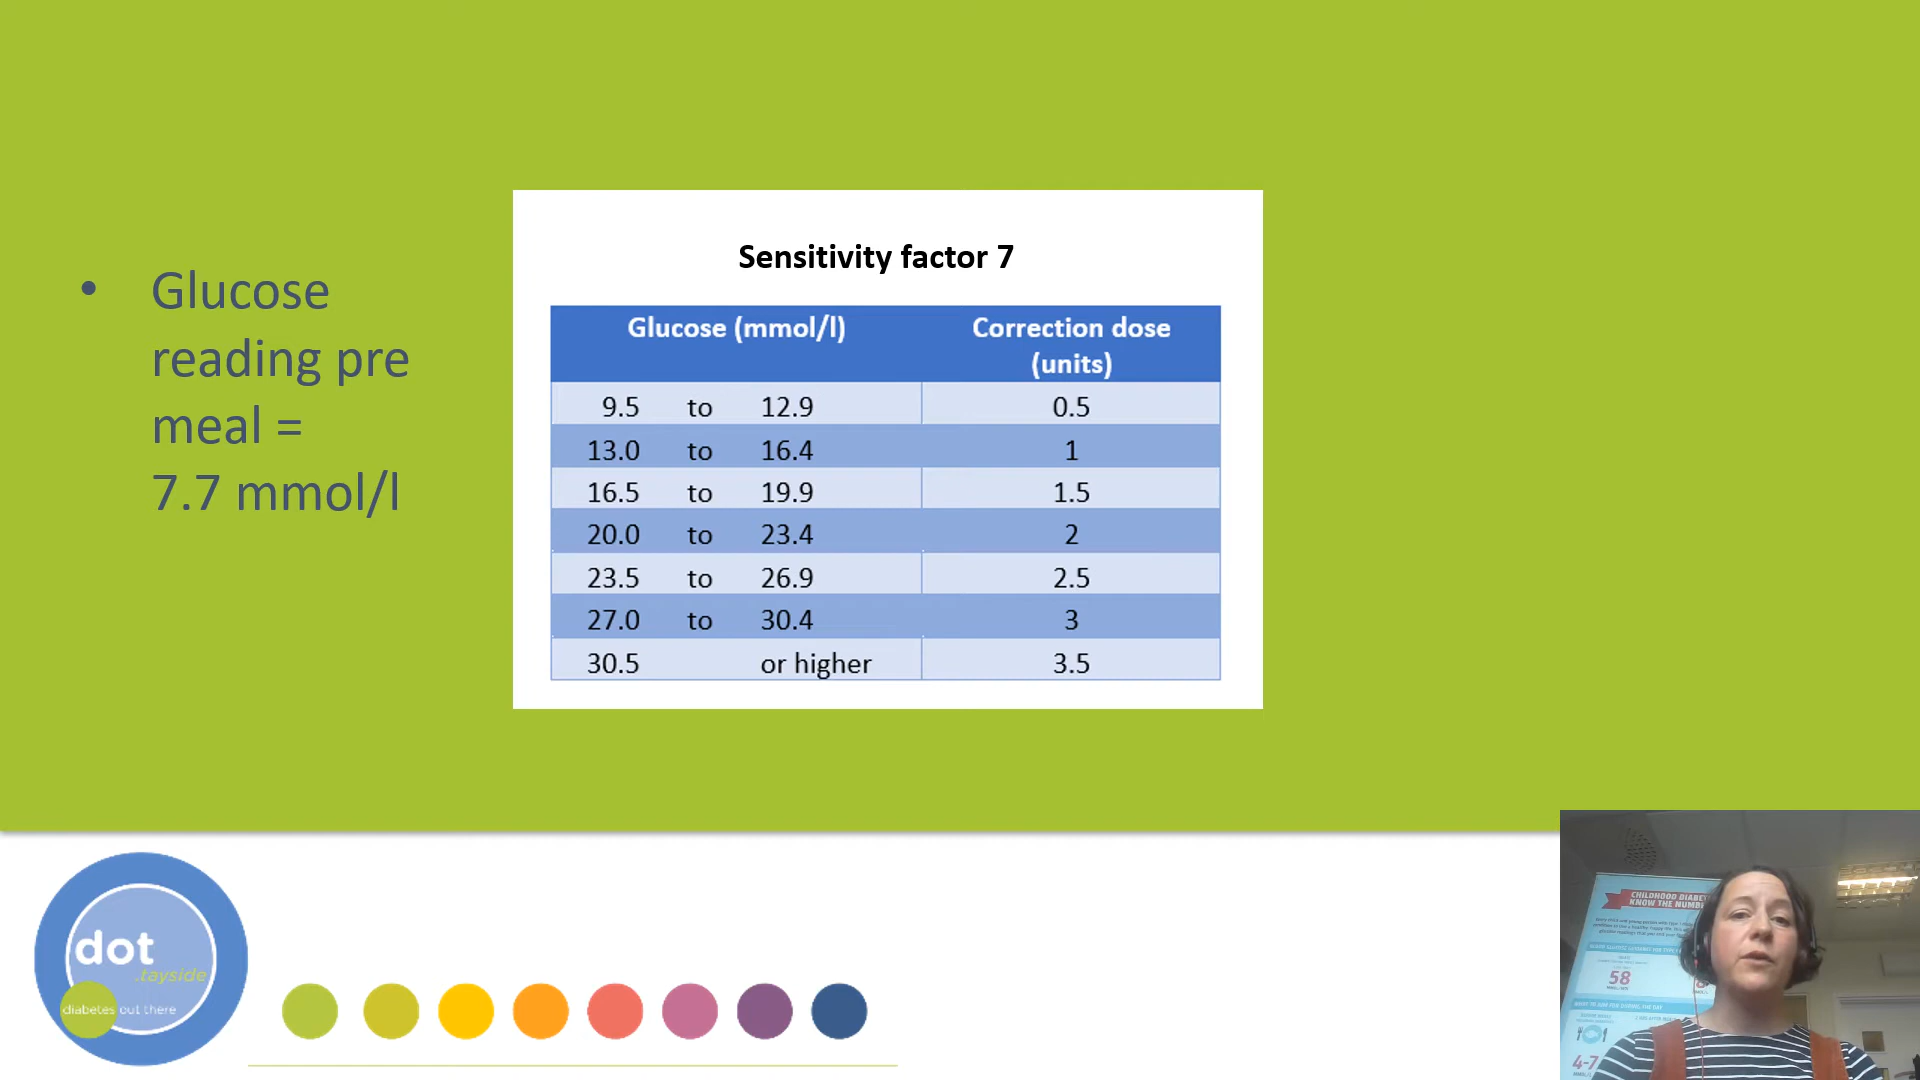 • Glucose
reading pre
meal =
7.7 mmol/l
Sensitivity factor 7
Glucose (mmol/l) Correction dose
(units)
9.5 to 12.9 0.5
13.0 to 16.4 1
16.5 to 19.9 1.5
20.0 to 23.4 2
23.5 to 26.9 2.5
27.0 to 30.4 3
30.5 or higher 3.5
dot
.tayside
diabetes out there
CHILDHOOD
KNOW THE
58
4-7